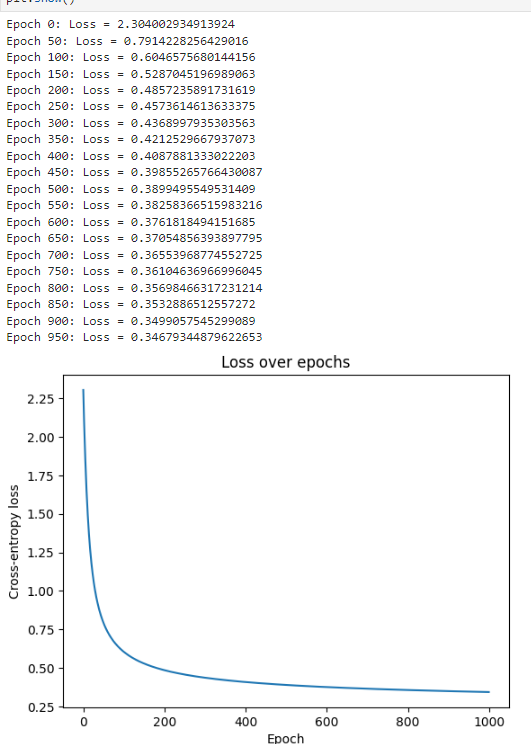 plt.show()
Epoch 0: Loss = 2.304002934913924
Epoch 50: Loss = 0.7914228256429016
Epoch 100: Loss = 0.6046575680144156
Epoch 150: Loss = 0.5287045196989063
Epoch 200: Loss = 0.4857235891731619
Epoch 250: Loss = 0.4573614613633375
Epoch 300: Loss = 0.4368997935303563
Epoch 350: Loss = 0.4212529667937073
Epoch 400: Loss = 0.4087881333022203
Epoch 450: Loss = 0.39855265766430087
Epoch 500: Loss = 0.3899495549531409
Epoch 550: Loss = 0.38258366515983216
Epoch 600: Loss = 0.3761818494151685
Epoch 650: Loss = 0.37054856393897795
Epoch 700: Loss = 0.36553968774552725
Epoch 750: Loss = 0.36104636966996045
Epoch 800: Loss = 0.35698466317231214
Epoch 850: Loss = 0.3532886512557272
Epoch 900: Loss = 0.3499057545299089
Epoch 950: Loss = 0.34679344879622653
Loss over epochs
2.25
2.00
1.75
1.50
1.25
1.00
0.75
0.50
0.25
Cross-entropy loss
0 200 400 600 800 1000
Epoch